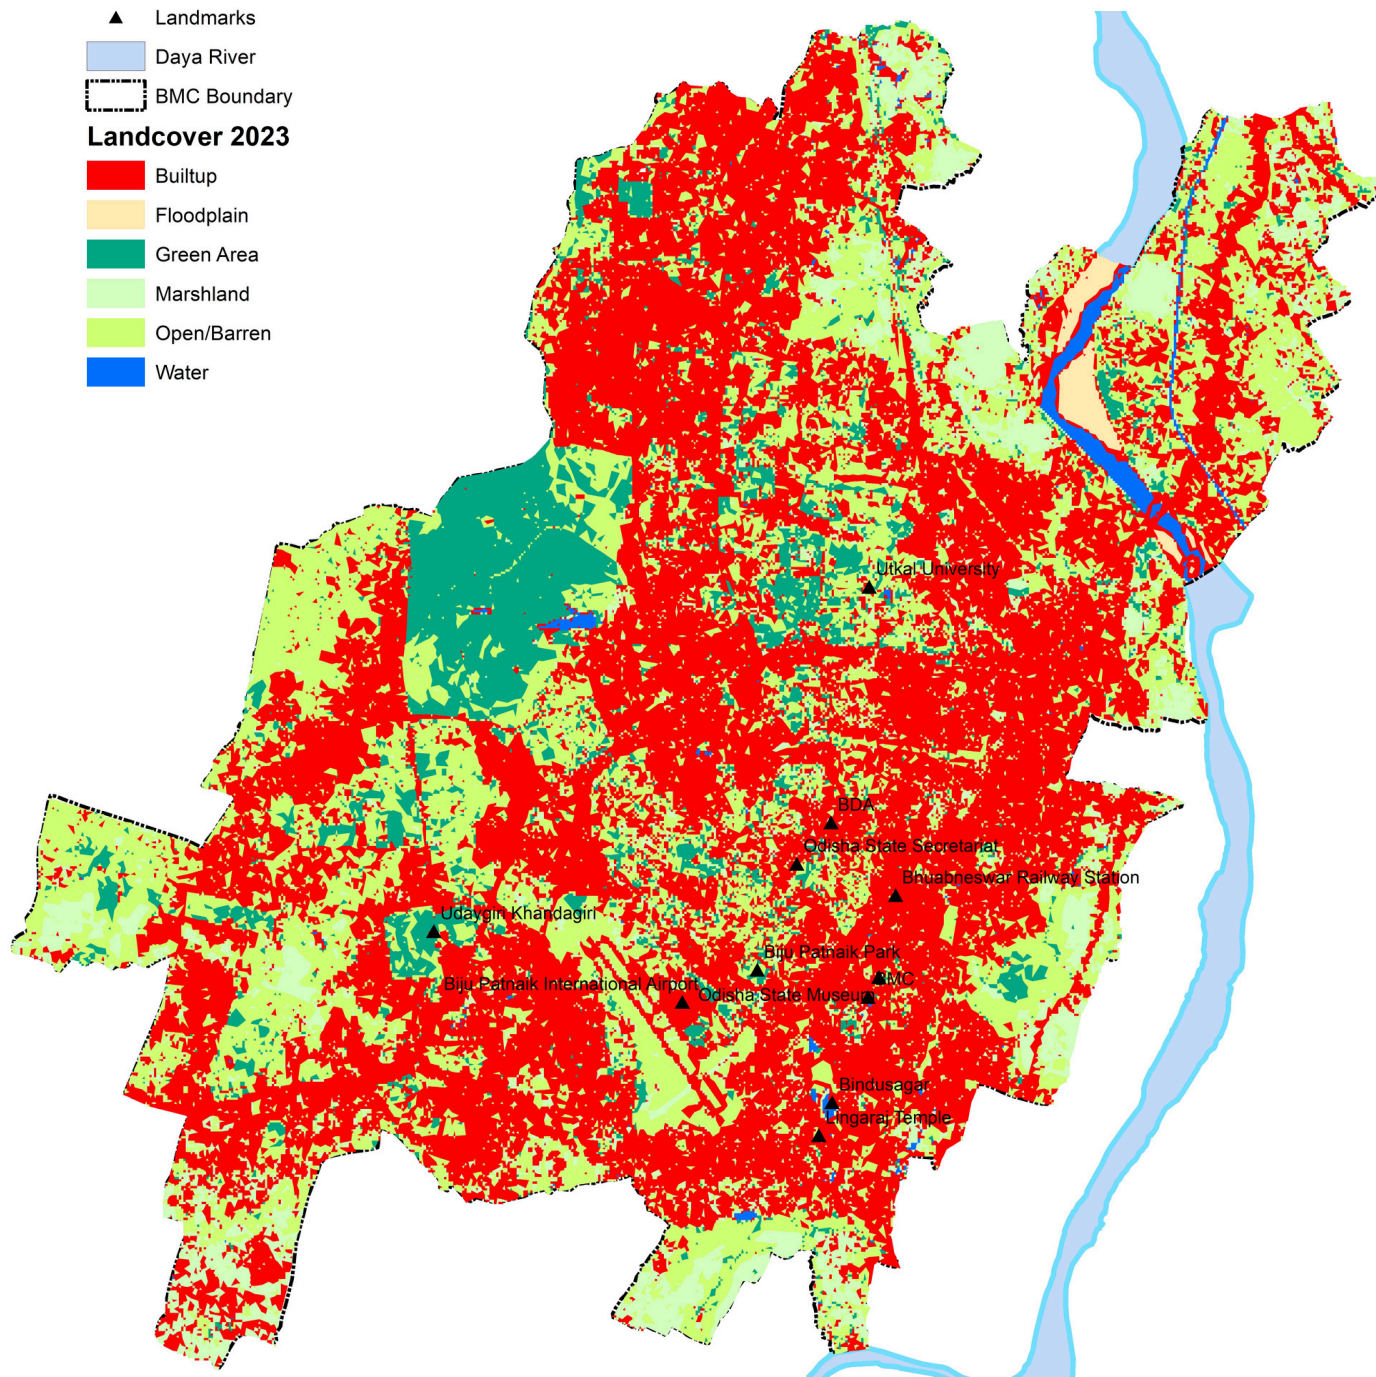 Landmarks
Daya River
BMC Boundary
Landcover 2023
Builtup
Floodplain
Green Area
Marshland
Open/Barren
Water
Utkal University
BDA
Odisha State Secretariat
Bhuabneswar Railway Station
Udaygiri Khandagiri
Biju Patnaik Park
BMC
Biju Patnaik International Airport
Odisha State Museum
Bindusagar
Lingaraj Temple